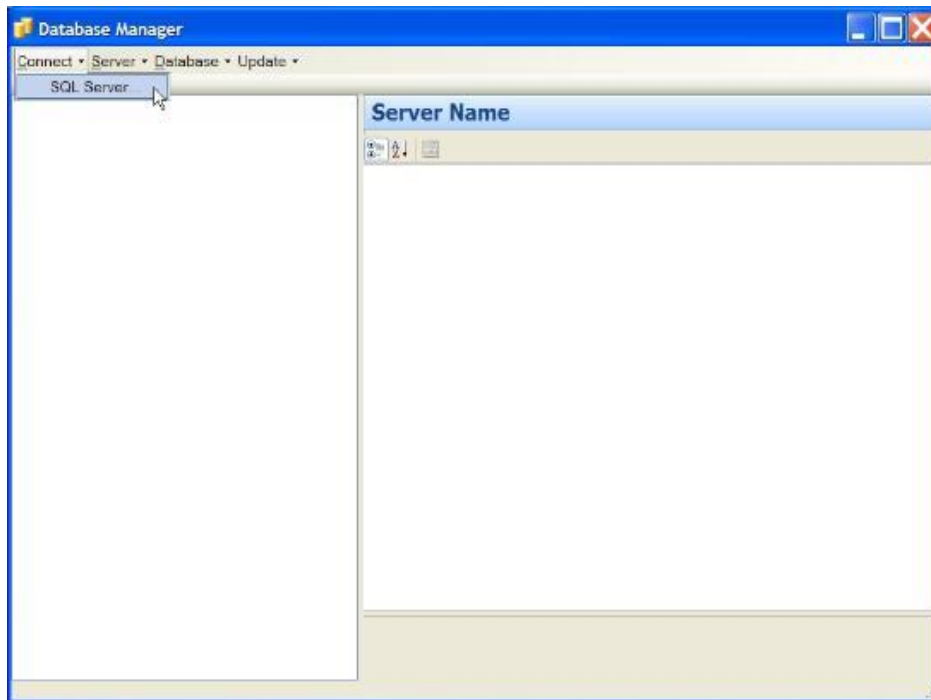 Database Manager
Connect Server Database Update
SQL Server...
Server Name